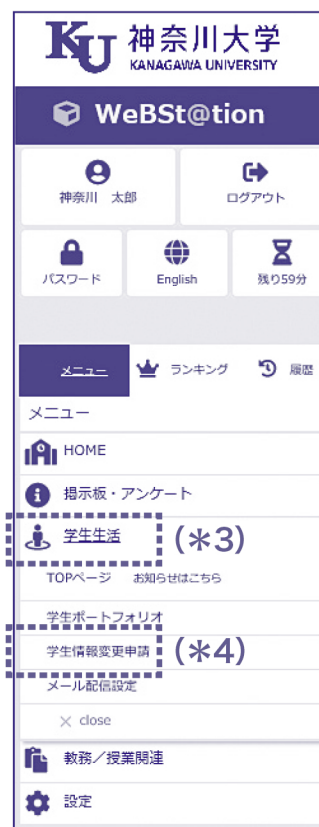 KU 神奈川大学
KANAGAWA UNIVERSITY
WeBSt@tion
神奈川 太郎 ログアウト
パスワード English 残り59分
メニュー ランキング 履歴
メニュー
HOME
掲示板・アンケート
学生生活 (*3)
TOPページ お知らせはこちら
学生ポートフォリオ
学生情報変更申請 (*4)
メール配信設定
× close
教務/授業関連
設定